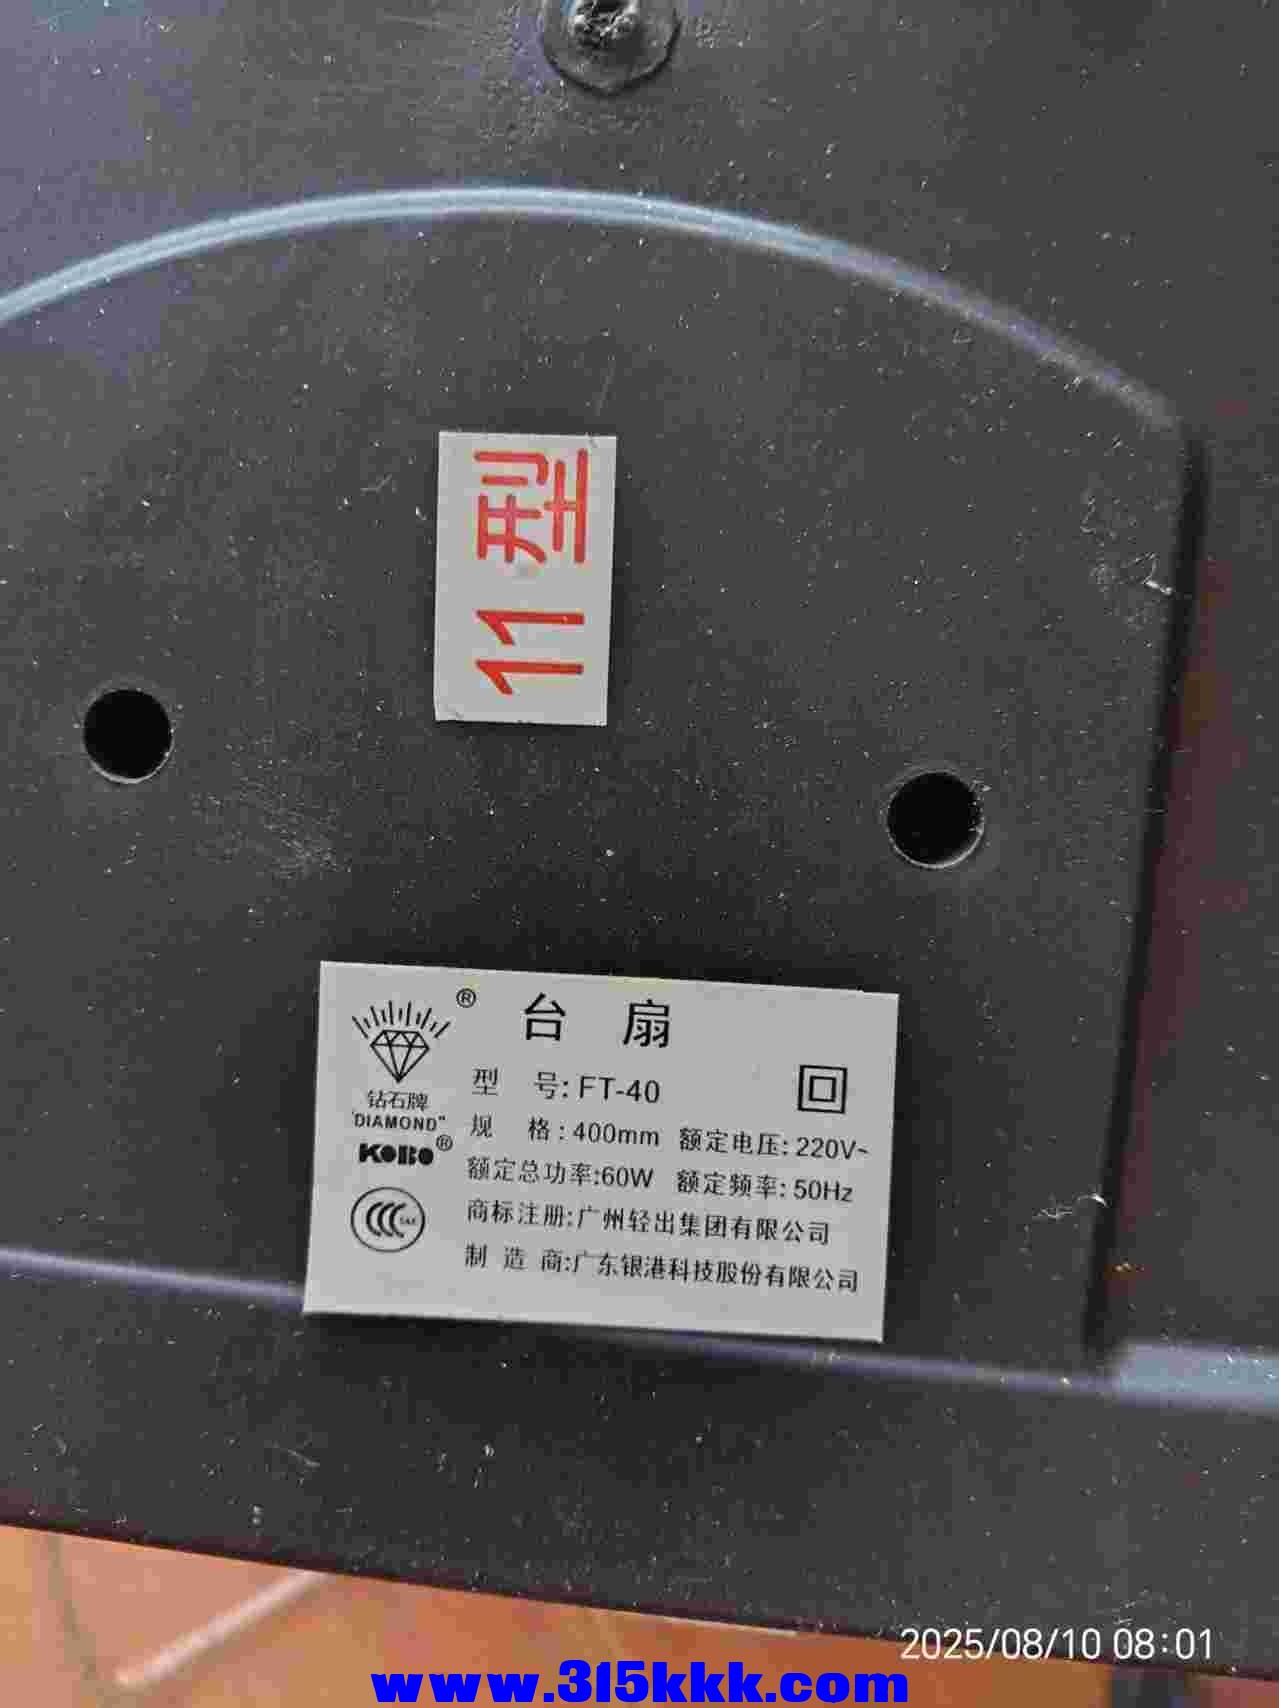 11型
®
台扇
钻石牌
"DIAMOND"
KOBO®
型号:FT-40
规格:400mm 额定电压:220V~
额定总功率:60W 额定频率:50Hz
商标注册:广州轻出集团有限公司
制造商:广东银港科技股份有限公司
2025/08/10 08:01
www.315kkk.com